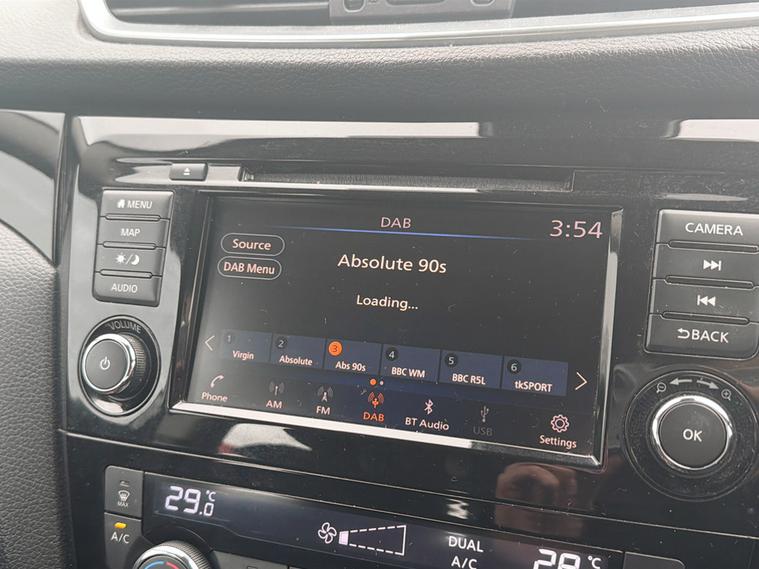 MENU
MAP
AUDIO
VOLUME
DAB
3:54
Source
DAB Menu
Absolute 90s
Loading...
1 Virgin
2 Absolute
3 Abs 90s
4 BBC WM
5 BBC R5L
6 tkSPORT
Phone
AM
FM
DAB
BT Audio
USB
Settings
CAMERA
BACK
OK
MAX
A/C
29.0°C
DUAL
A/C
28°C